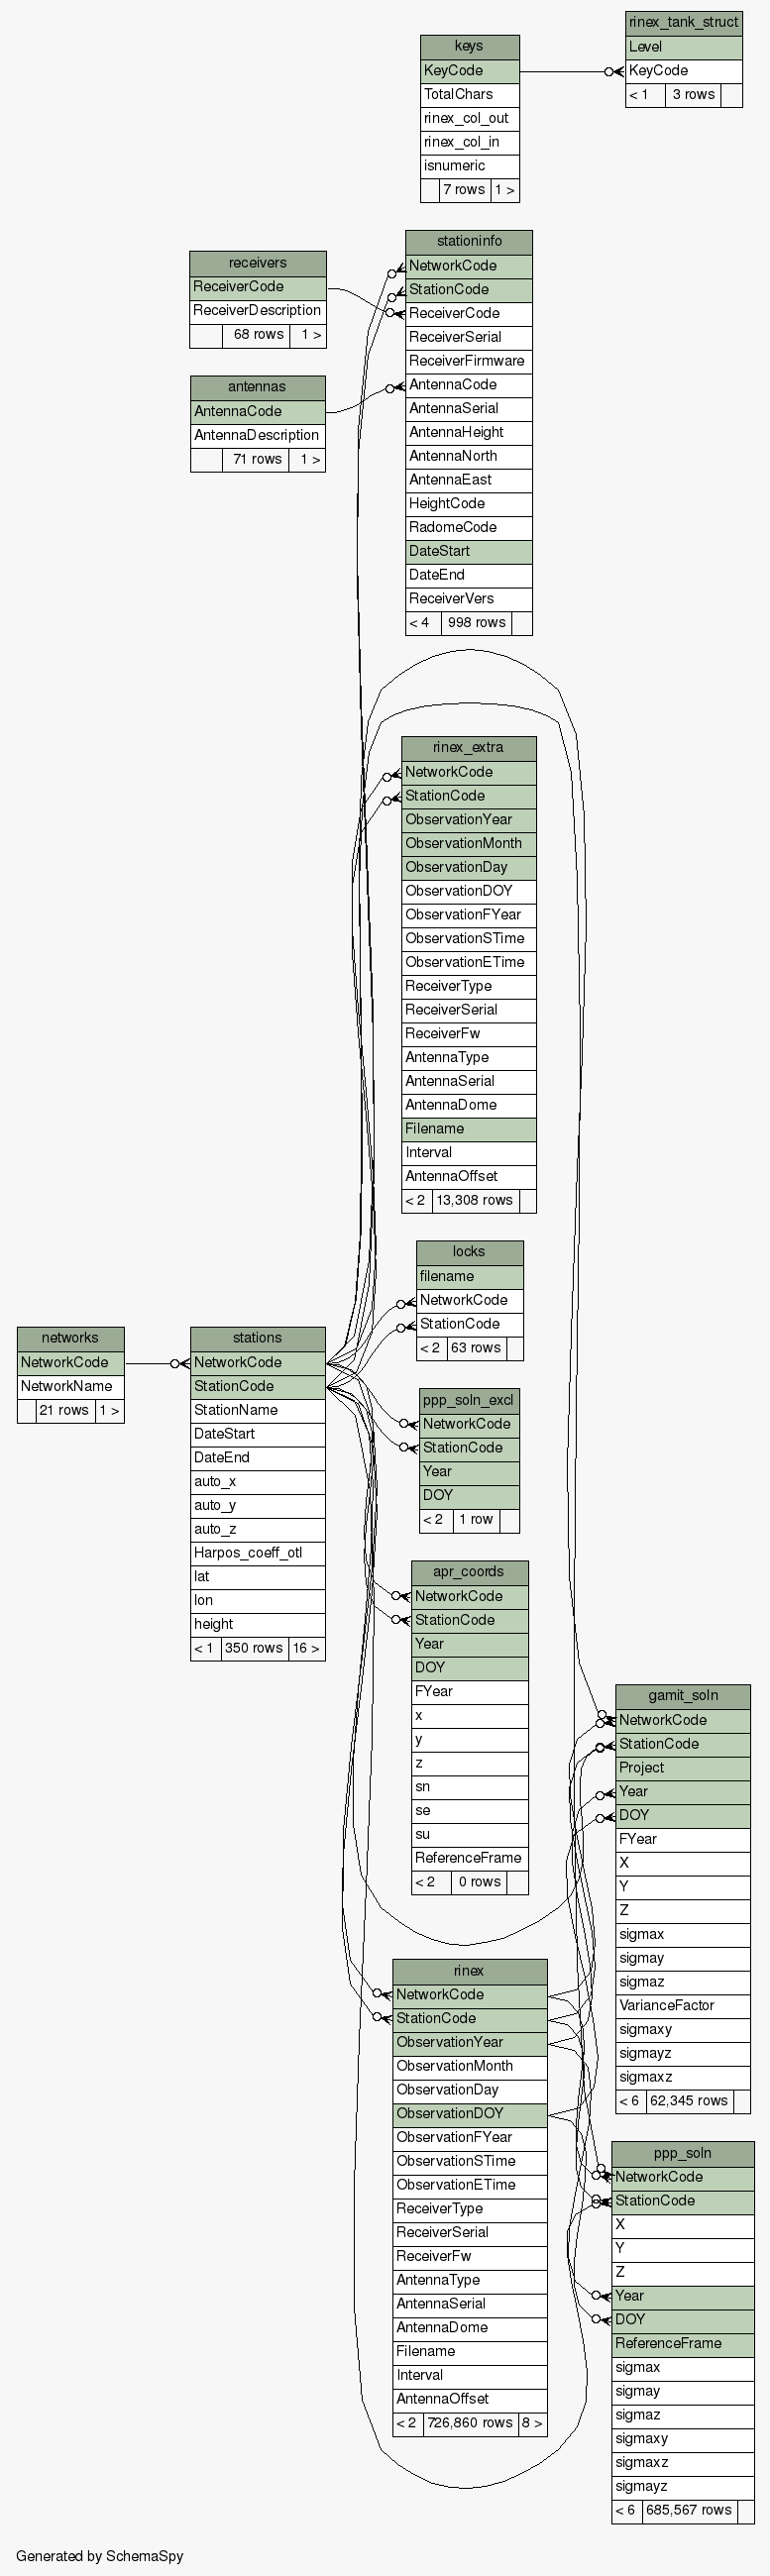 rinex_tank_struct
Level
KeyCode
< 1 3 rows
keys
KeyCode
TotalChars
rinex_col_out
rinex_col_in
isnumeric
7 rows 1 >
stationinfo
NetworkCode
StationCode
ReceiverCode
ReceiverSerial
ReceiverFirmware
AntennaCode
AntennaSerial
AntennaHeight
AntennaNorth
AntennaEast
HeightCode
RadomeCode
DateStart
DateEnd
ReceiverVers
< 4 998 rows
receivers
ReceiverCode
ReceiverDescription
68 rows 1 >
antennas
AntennaCode
AntennaDescription
71 rows 1 >
rinex_extra
NetworkCode
StationCode
ObservationYear
ObservationMonth
ObservationDay
ObservationDOY
ObservationFYear
ObservationSTime
ObservationETime
ReceiverType
ReceiverSerial
ReceiverFw
AntennaType
AntennaSerial
AntennaDome
Filename
Interval
AntennaOffset
< 2 13,308 rows
locks
filename
NetworkCode
StationCode
< 2 63 rows
networks
NetworkCode
NetworkName
21 rows 1 >
stations
NetworkCode
StationCode
StationName
DateStart
DateEnd
auto_x
auto_y
auto_z
Harpos_coeff_otl
lat
lon
height
< 1 350 rows 16 >
ppp_soln_excl
NetworkCode
StationCode
Year
DOY
< 2 1 row
apr_coords
NetworkCode
StationCode
Year
DOY
FYear
x
y
z
sn
se
su
ReferenceFrame
< 2 0 rows
gamit_soln
NetworkCode
StationCode
Project
Year
DOY
FYear
X
Y
Z
sigmax
sigmay
sigmaz
VarianceFactor
sigmaxy
sigmayz
sigmaxz
< 6 62,345 rows
rinex
NetworkCode
StationCode
ObservationYear
ObservationMonth
ObservationDay
ObservationDOY
ObservationFYear
ObservationSTime
ObservationETime
ReceiverType
ReceiverSerial
ReceiverFw
AntennaType
AntennaSerial
AntennaDome
Filename
Interval
AntennaOffset
< 2 726,860 rows 8 >
ppp_soln
NetworkCode
StationCode
X
Y
Z
Year
DOY
ReferenceFrame
sigmax
sigmay
sigmaz
sigmaxy
sigmaxz
sigmayz
< 6 685,567 rows
Generated by SchemaSpy